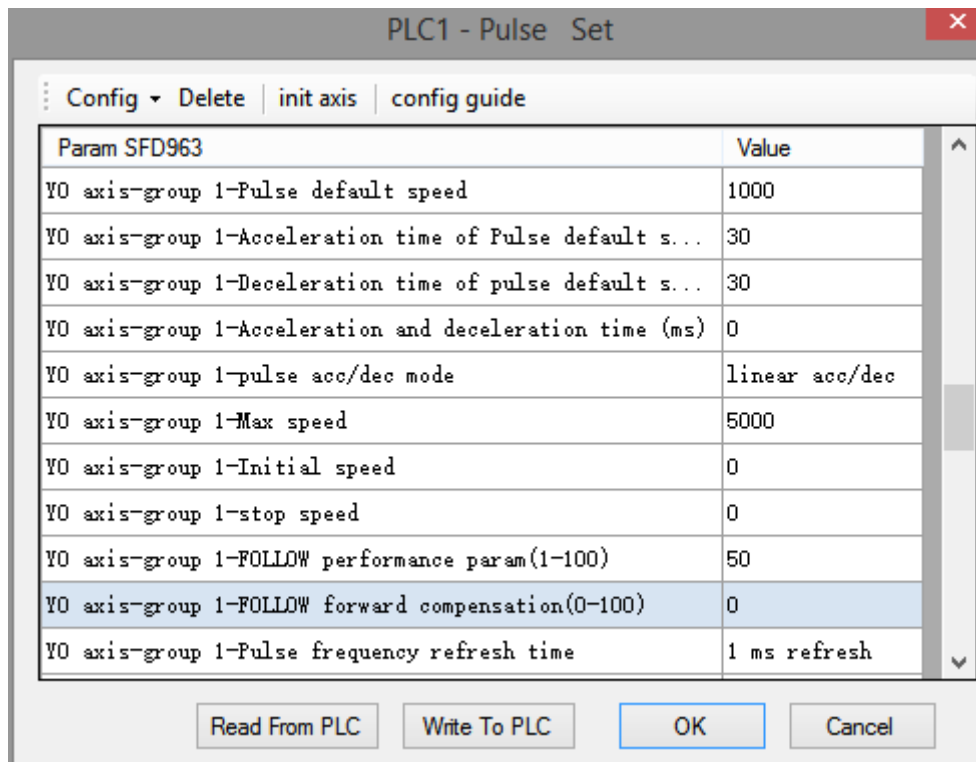 PLC1 - Pulse Set
Config Delete init axis config guide
Param SFD963 Value
Y0 axis-group 1-Pulse default speed 1000
Y0 axis-group 1-Acceleration time of Pulse default s... 30
Y0 axis-group 1-Deceleration time of pulse default s... 30
Y0 axis-group 1-Acceleration and deceleration time (ms) 0
Y0 axis-group 1-pulse acc/dec mode linear acc/dec
Y0 axis-group 1-Max speed 5000
Y0 axis-group 1-Initial speed 0
Y0 axis-group 1-stop speed 0
Y0 axis-group 1-FOLLOW performance param(1-100) 50
Y0 axis-group 1-FOLLOW forward compensation(0-100) 0
Y0 axis-group 1-Pulse frequency refresh time 1 ms refresh
Read From PLC Write To PLC OK Cancel